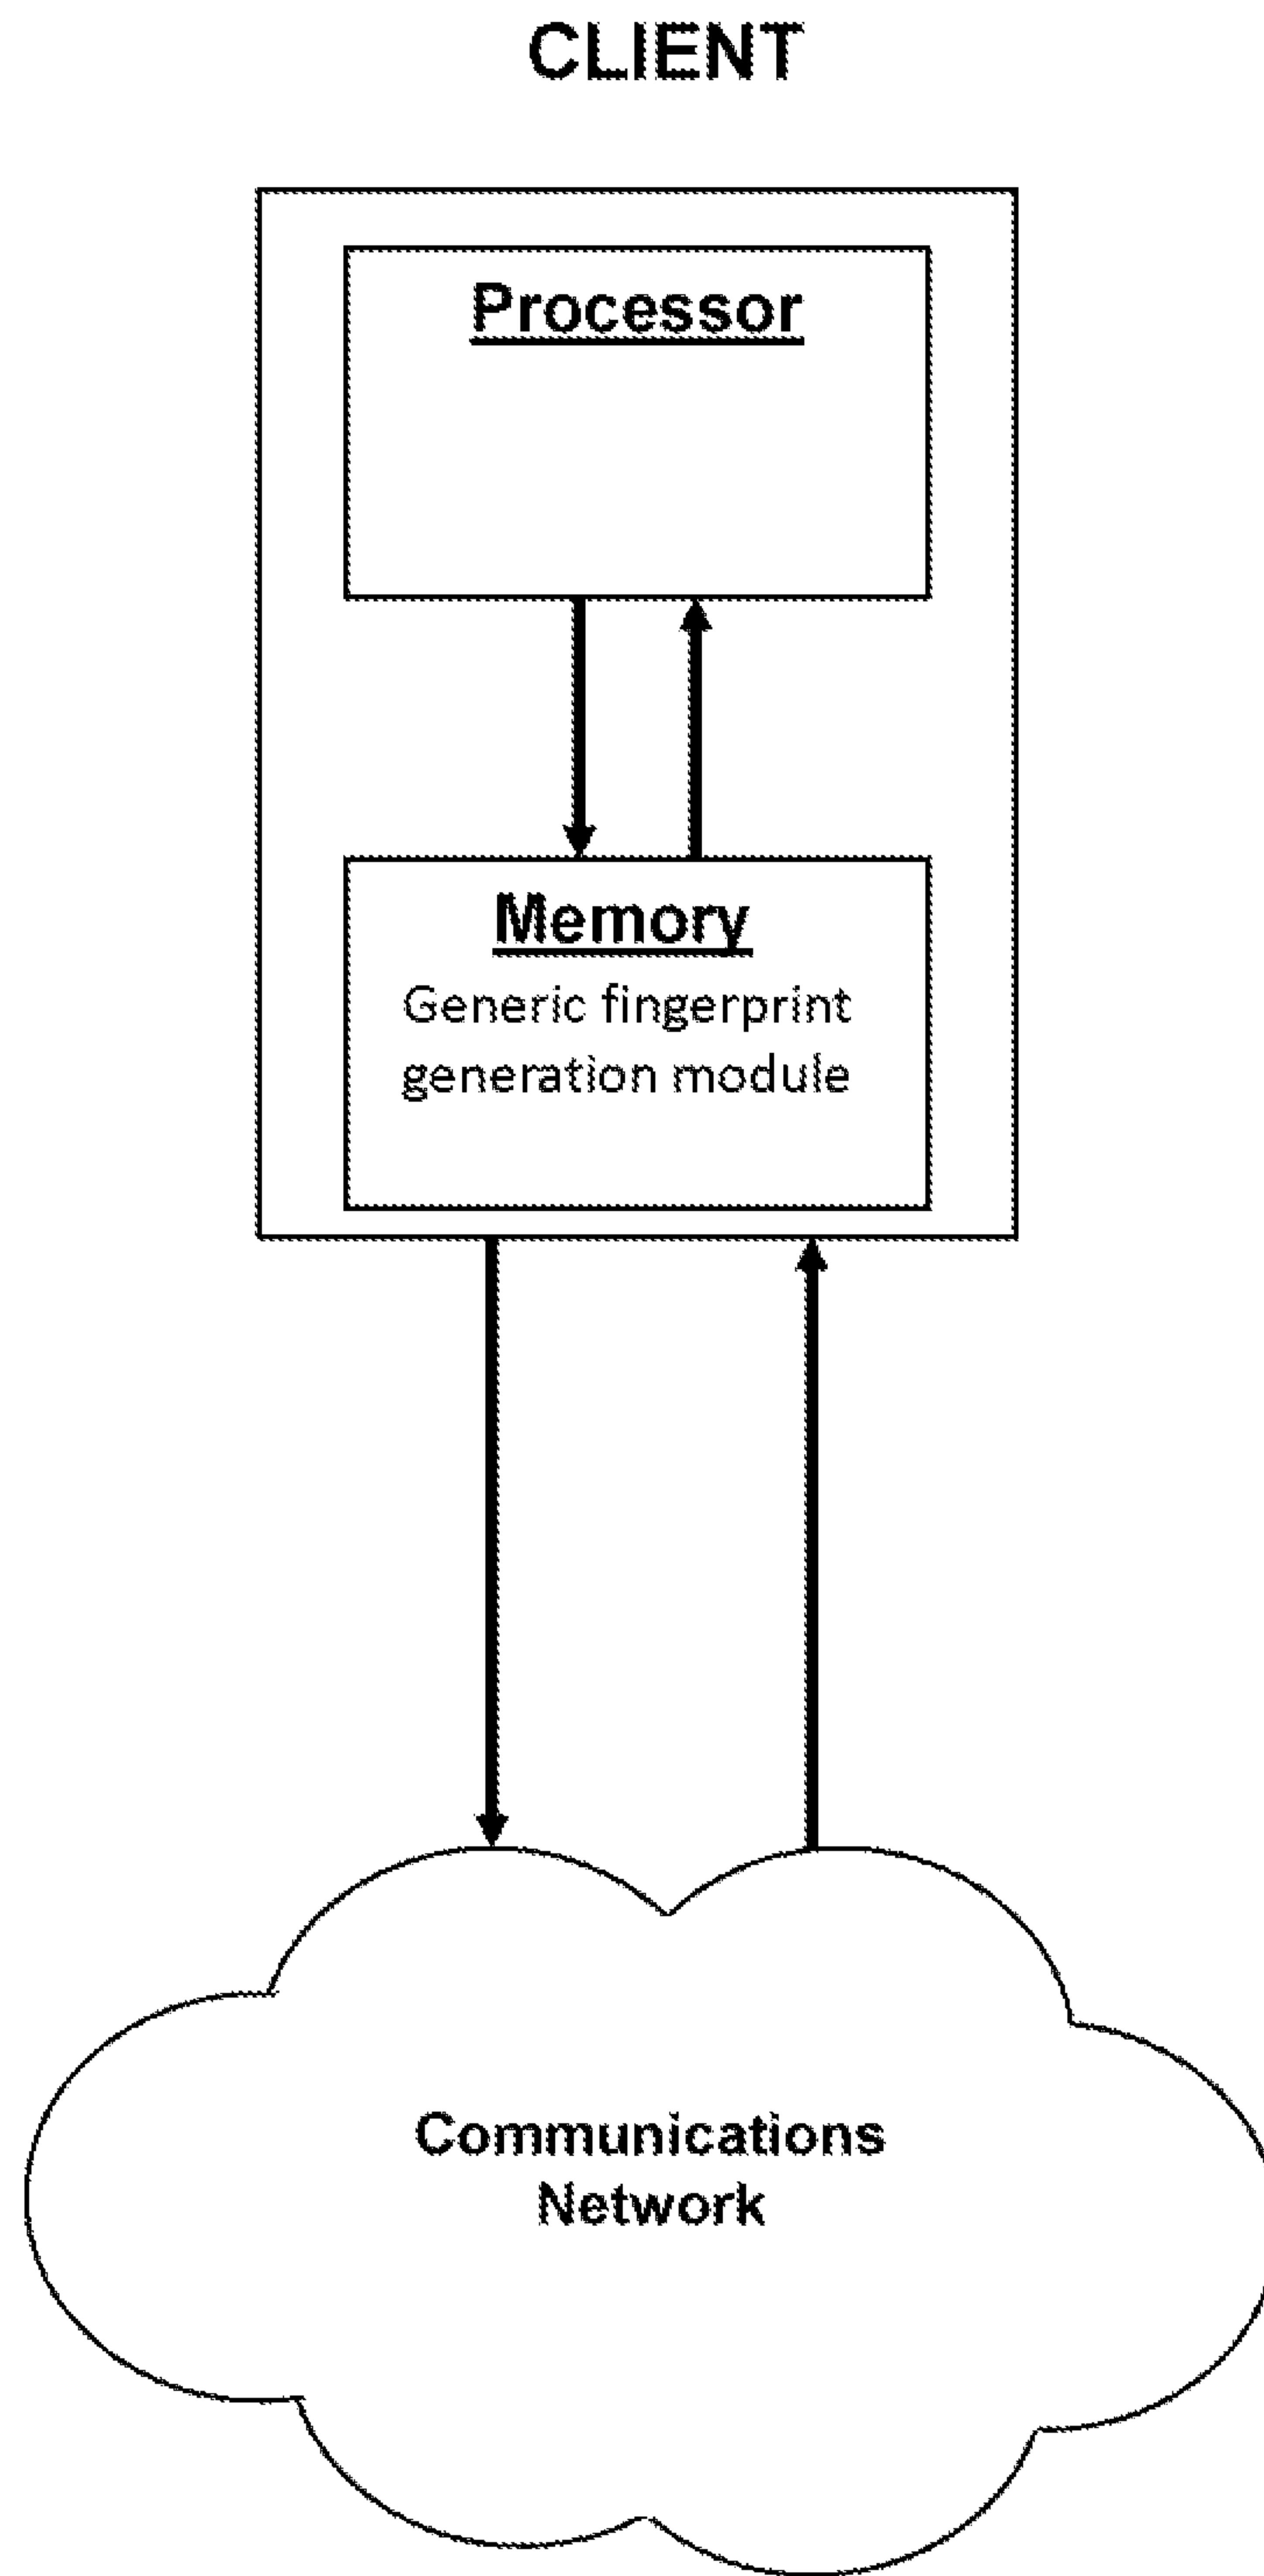 CLIENT
Processor
Memory
Generic fingerprint
generation module
Communications
Network